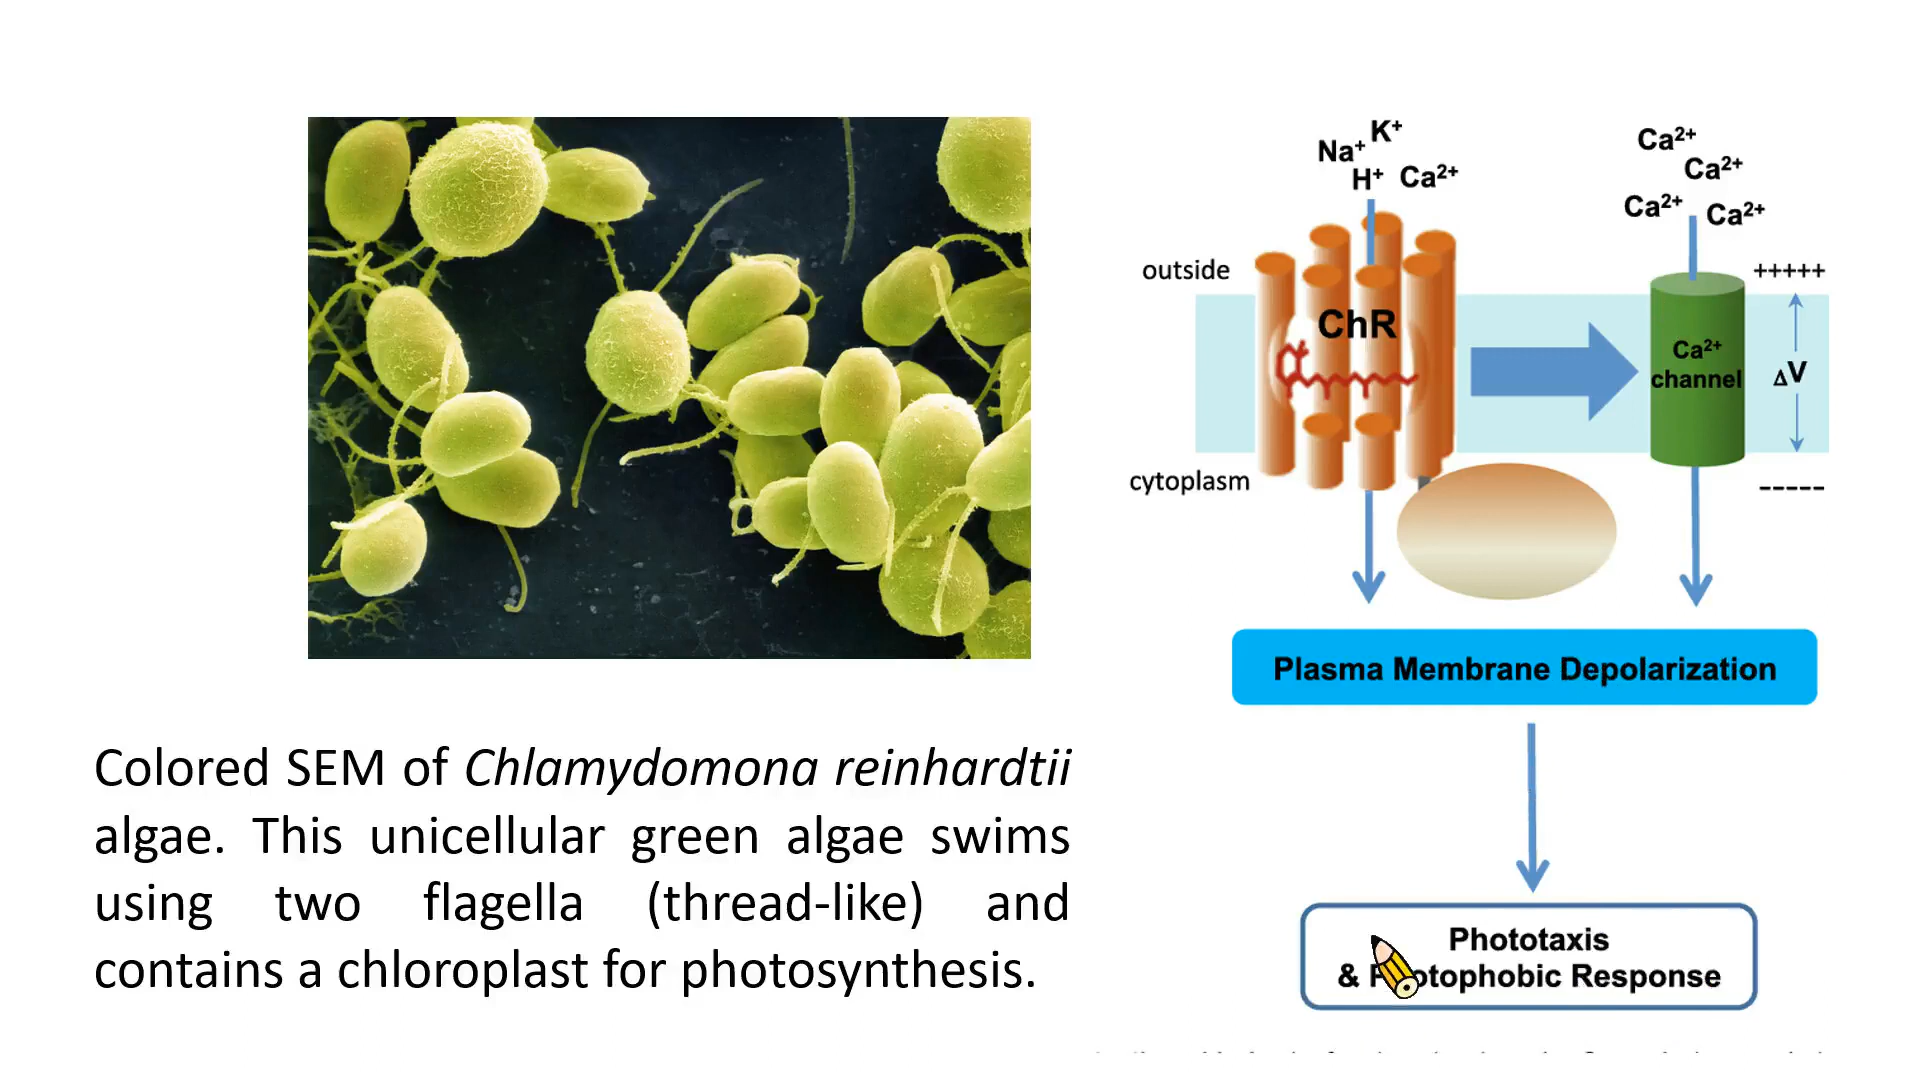 Colored SEM of Chlamydomona reinhardtii
algae. This unicellular green algae swims
using two flagella (thread-like) and
contains a chloroplast for photosynthesis.
Na⁺ K⁺
H⁺ Ca²⁺
Ca²⁺
Ca²⁺
Ca²⁺ Ca²⁺
outside
+++++
ChR
Ca²⁺
channel
ΔV
cytoplasm
-----
Plasma Membrane Depolarization
Phototaxis
& Photophobic Response